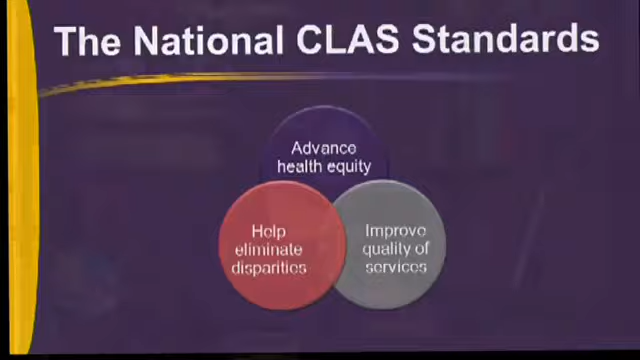 The National CLAS Standards
Advance
health equity
Help
eliminate
disparities
Improve
quality of
services